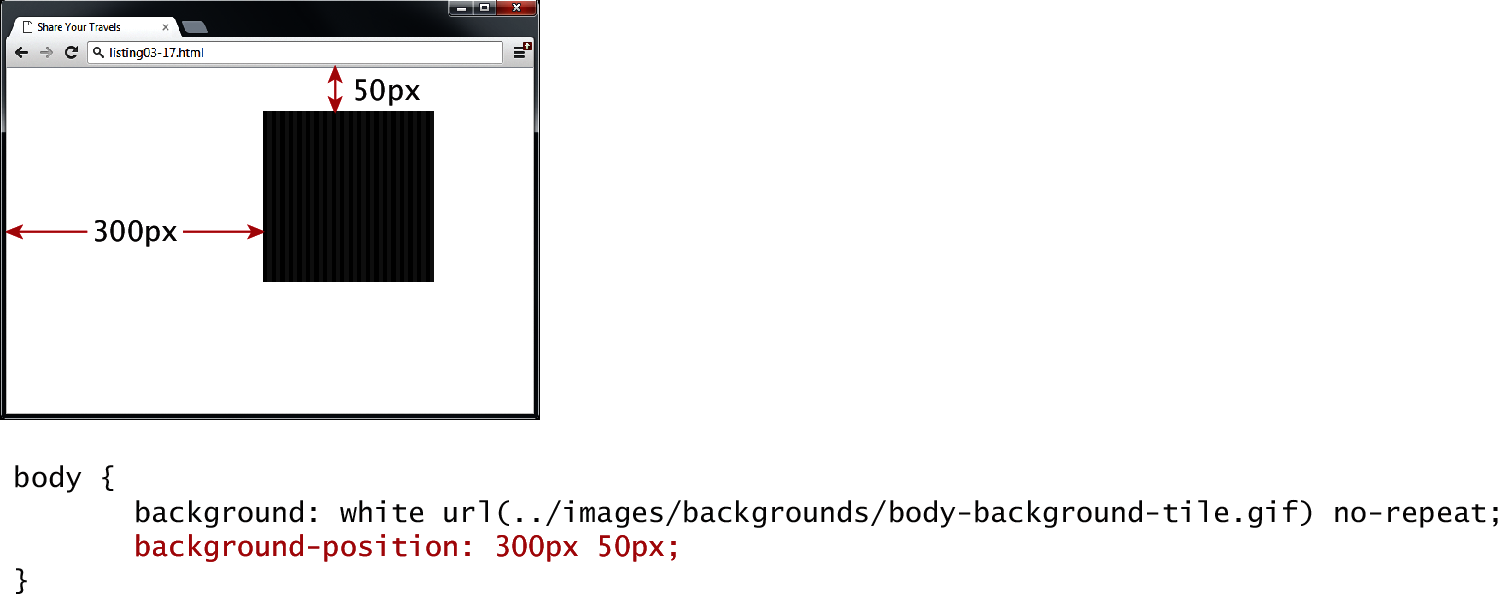 Share Your Travels
listing03-17.html
50px
300px
body {
background: white url(../images/backgrounds/body-background-tile.gif) no-repeat;
background-position: 300px 50px;
}